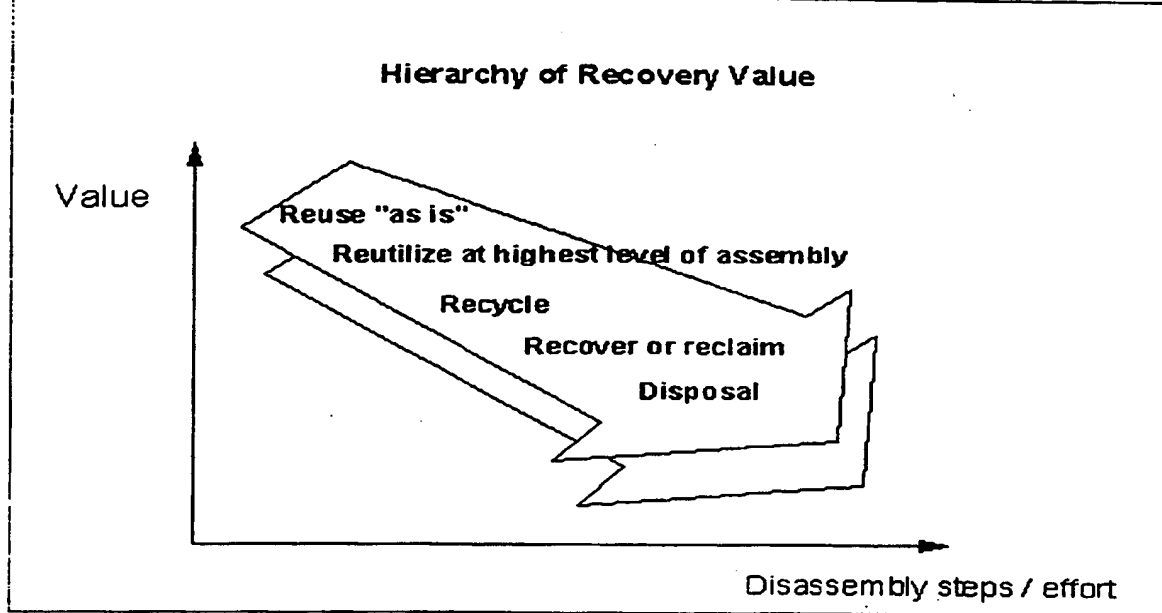 Hierarchy of Recovery Value
Value
Reuse "as is"
Reutilize at highest level of assembly
Recycle
Recover or reclaim
Disposal
Disassembly steps / effort